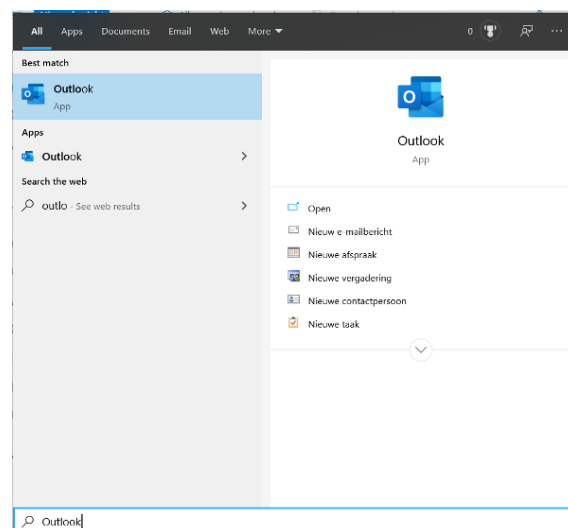 All Apps Documents Email Web More 0 ...
Best match
Outlook
App
Apps
Outlook
Search the web
outlo - See web results
Outlook
App
Open
Nieuw e-mailbericht
Nieuwe afspraak
Nieuwe vergadering
Nieuwe contactpersoon
Nieuwe taak
Outlook